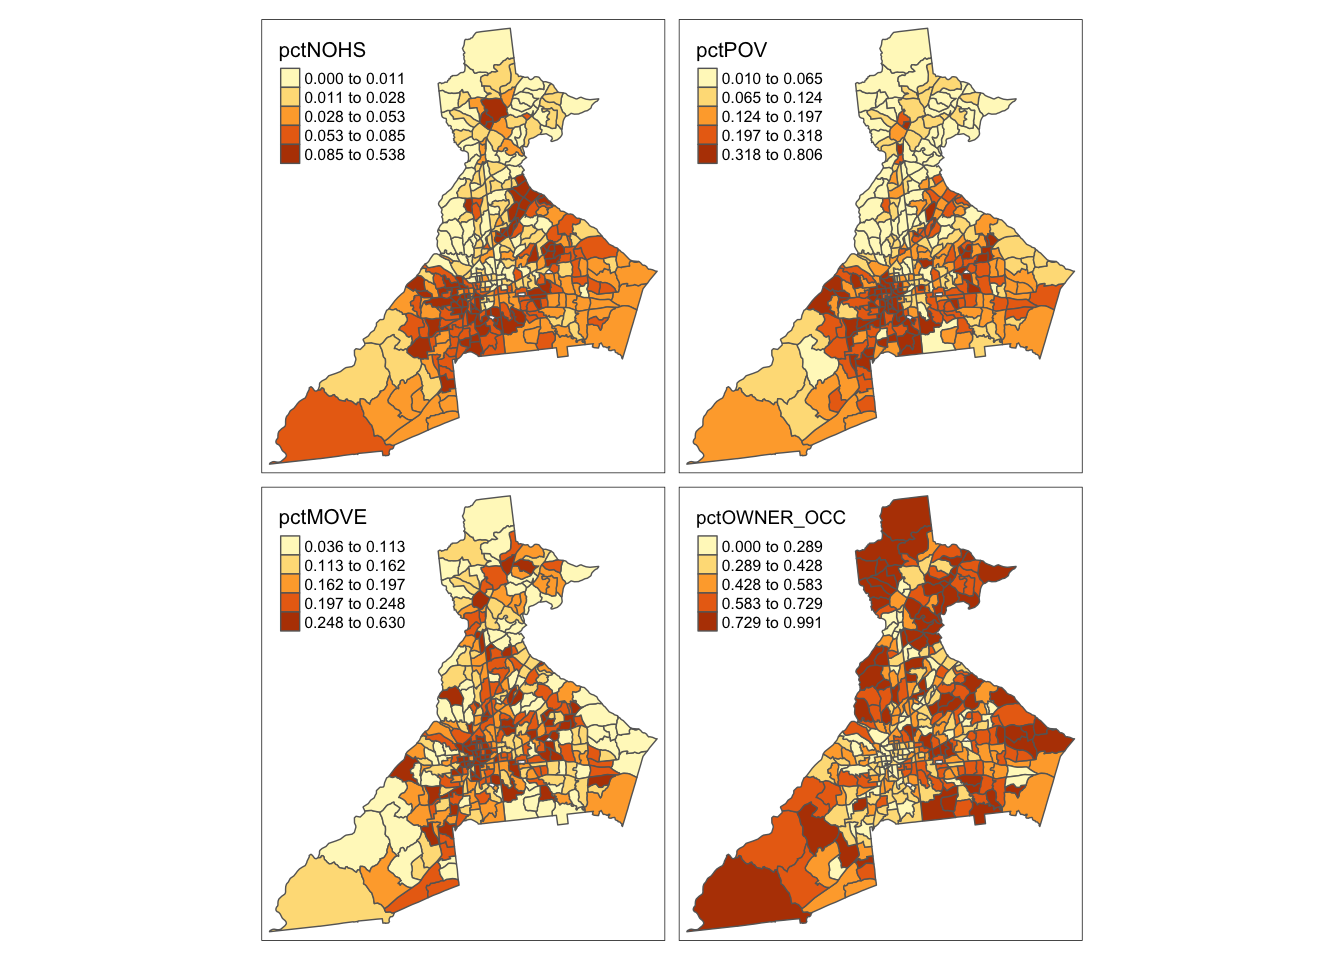 pctNOHS
0.000 to 0.011
0.011 to 0.028
0.028 to 0.053
0.053 to 0.085
0.085 to 0.538
pctPOV
0.010 to 0.065
0.065 to 0.124
0.124 to 0.197
0.197 to 0.318
0.318 to 0.806
pctMOVE
0.036 to 0.113
0.113 to 0.162
0.162 to 0.197
0.197 to 0.248
0.248 to 0.630
pctOWNER_OCC
0.000 to 0.289
0.289 to 0.428
0.428 to 0.583
0.583 to 0.729
0.729 to 0.991